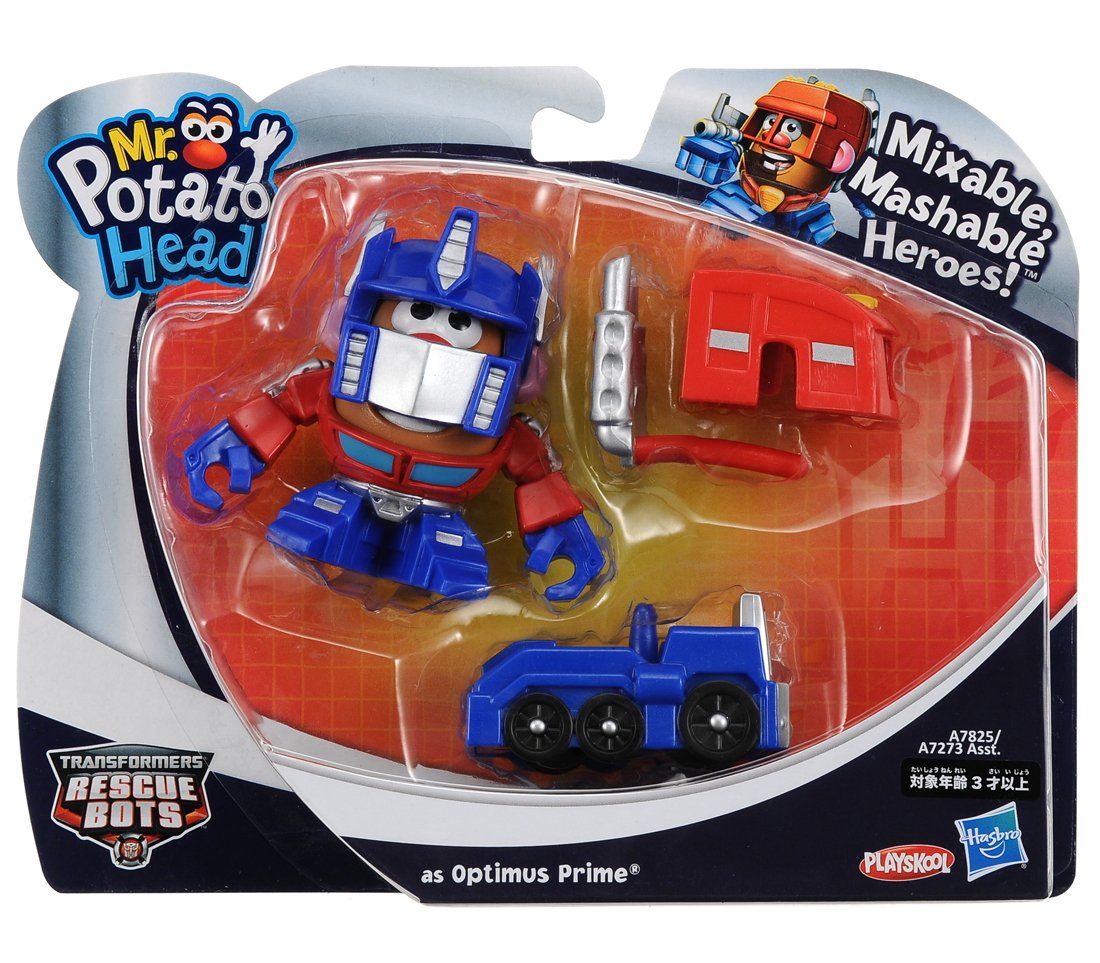 Mr.
Potato
Head
Mixable,
Mashable
Heroes!™
TRANSFORMERS
RESCUE
BOTS™
as Optimus Prime®
A7825/
A7273 Asst.
たいしょう ねん れい さい い じょう
対象年齢 3 才以上
PLAYSKOOL
Hasbro
®